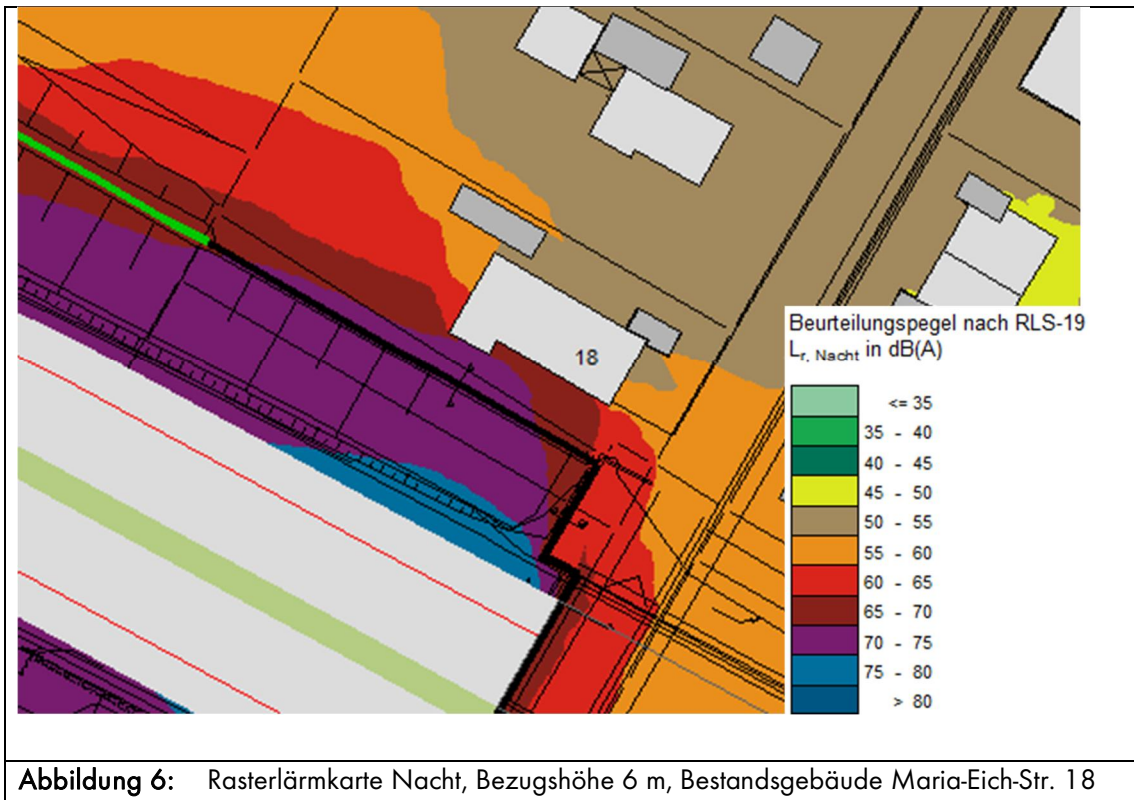 18
Beurteilungspegel nach RLS-19
Lr, Nacht in dB(A)
<= 35
35 - 40
40 - 45
45 - 50
50 - 55
55 - 60
60 - 65
65 - 70
70 - 75
75 - 80
> 80
Abbildung 6: Rasterlärmkarte Nacht, Bezugshöhe 6 m, Bestandsgebäude Maria-Eich-Str. 18